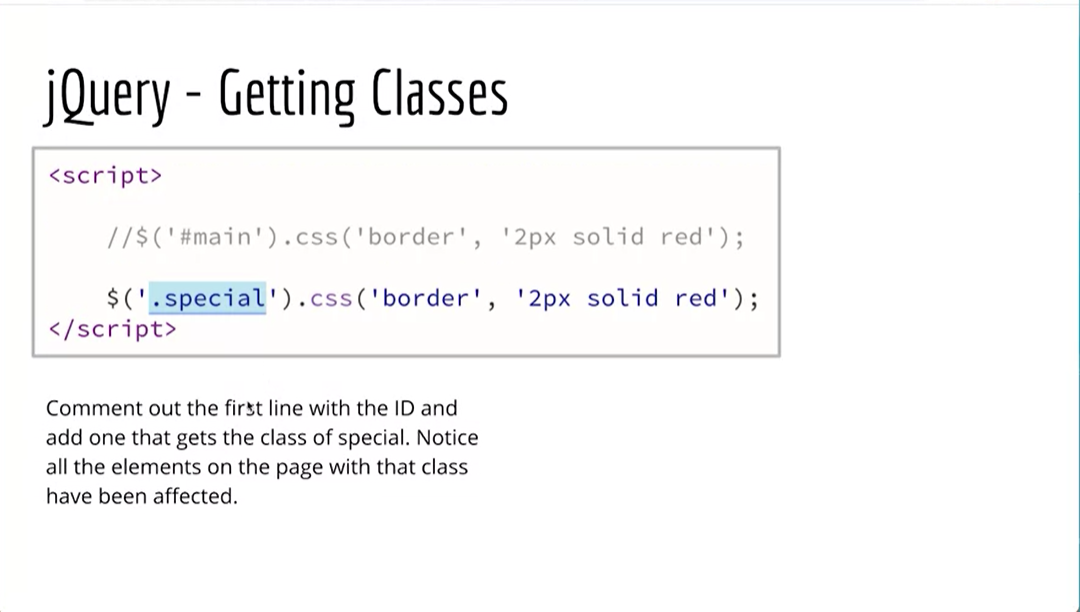 jQuery - Getting Classes
<script>
//$('#main').css('border', '2px solid red');
$('.special').css('border', '2px solid red');
</script>
Comment out the first line with the ID and
add one that gets the class of special. Notice
all the elements on the page with that class
have been affected.